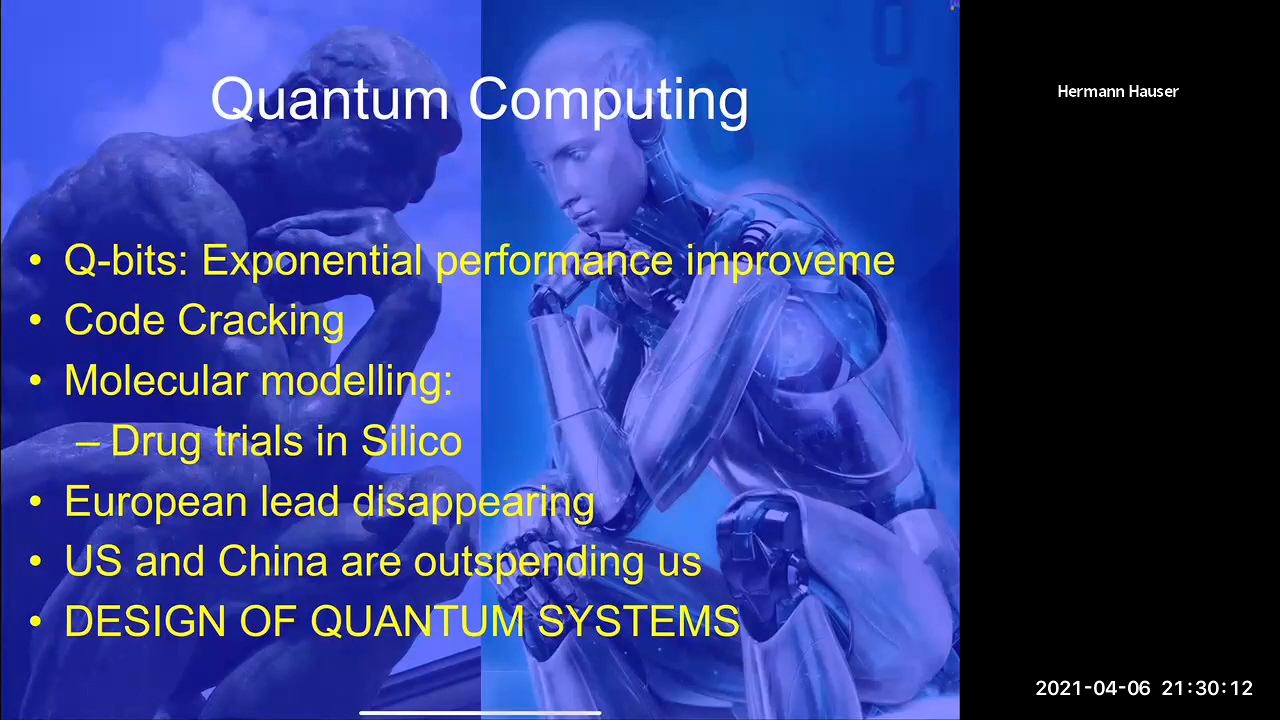 Quantum Computing
• Q-bits: Exponential performance improveme
• Code Cracking
• Molecular modelling:
– Drug trials in Silico
• European lead disappearing
• US and China are outspending us
• DESIGN OF QUANTUM SYSTEMS
Hermann Hauser
2021-04-06 21:30:12